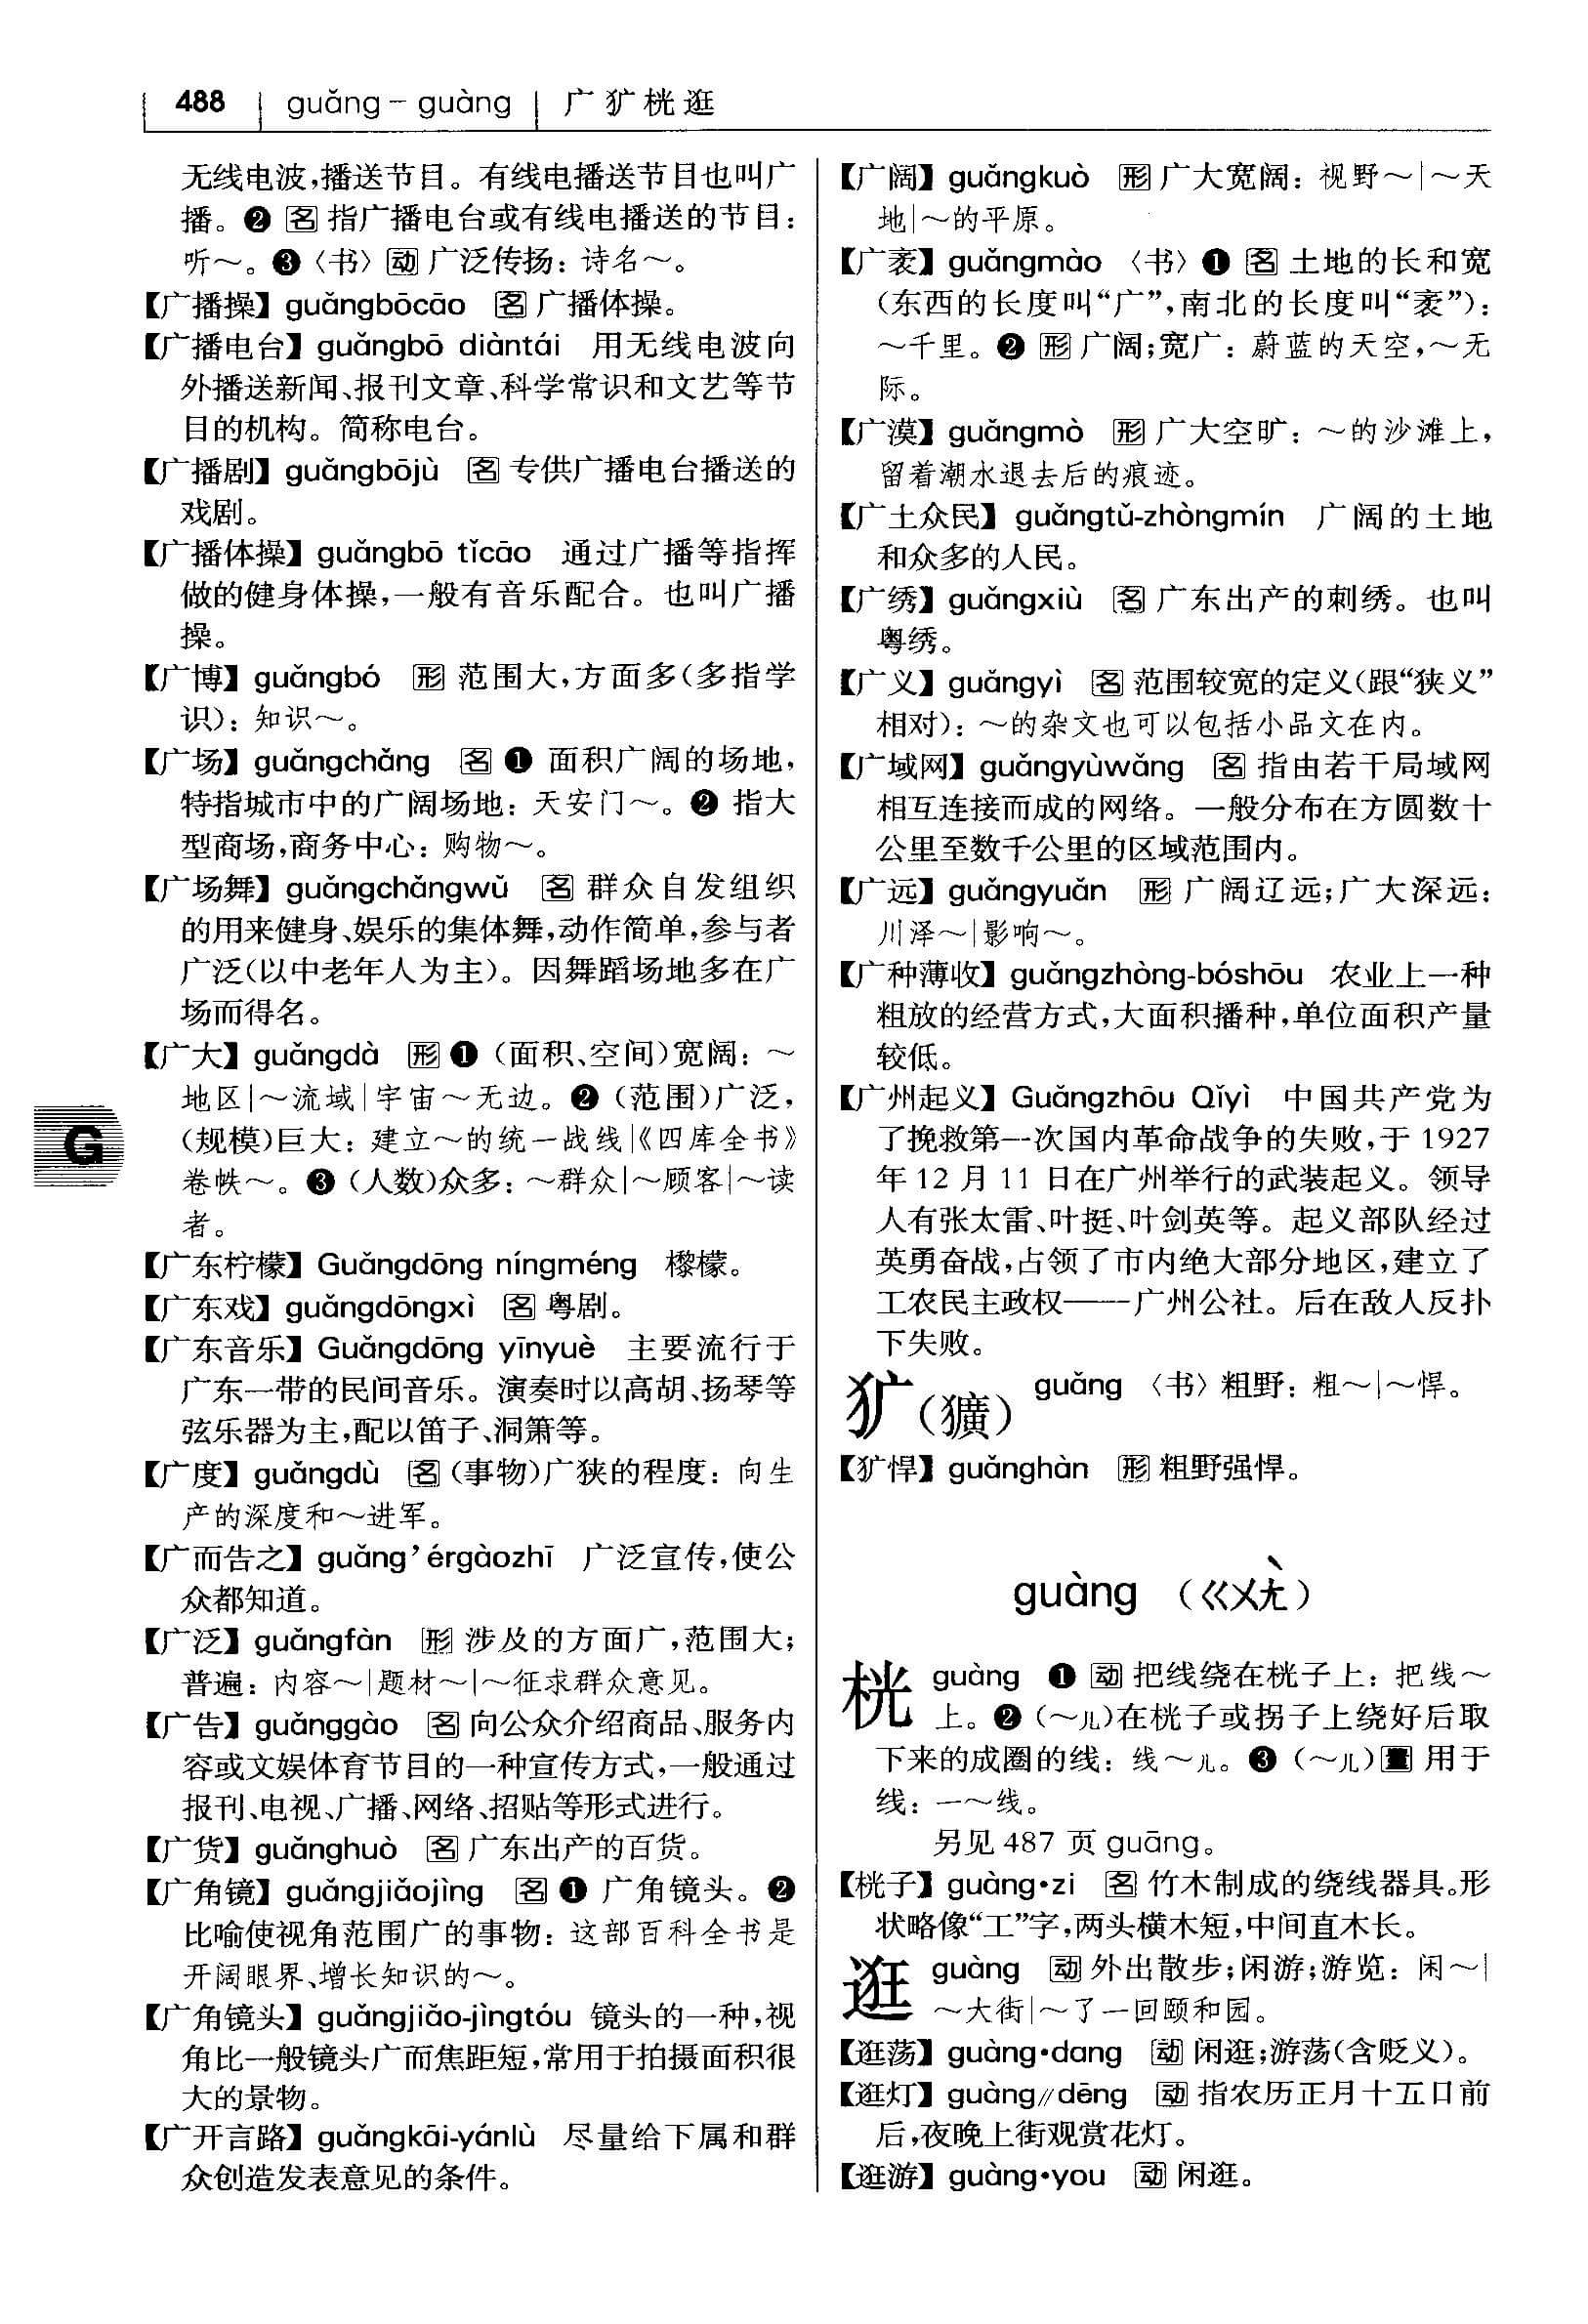 488 guǎng – guàng 广犷桄逛
无线电波,播送节目。有线电播送节目也叫广
播。❷ 名 指广播电台或有线电播送的节目:
听～。❸〈书〉动 广泛传扬:诗名～。
【广播操】guǎngbōcāo 名 广播体操。
【广播电台】guǎngbō diàntái 用无线电波向
外播送新闻、报刊文章、科学常识和文艺等节
目的机构。简称电台。
【广播剧】guǎngbōjù 名 专供广播电台播送的
戏剧。
【广播体操】guǎngbō tǐcāo 通过广播等指挥
做的健身体操,一般有音乐配合。也叫广播
操。
【广博】guǎngbó 形 范围大,方面多(多指学
识):知识～。
【广场】guǎngchǎng 名 ❶ 面积广阔的场地,
特指城市中的广阔场地:天安门～。❷ 指大
型商场,商务中心:购物～。
【广场舞】guǎngchǎngwǔ 名 群众自发组织
的用来健身、娱乐的集体舞,动作简单,参与者
广泛(以中老年人为主)。因舞蹈场地多在广
场而得名。
【广大】guǎngdà 形 ❶(面积、空间)宽阔:～
地区|～流域|宇宙～无边。❷(范围)广泛,
(规模)巨大:建立～的统一战线|《四库全书》
卷帙～。❸(人数)众多:～群众|～顾客|～读
者。
【广东柠檬】Guǎngdōng níngméng 檬檬。
【广东戏】guǎngdōngxì 名 粤剧。
【广东音乐】Guǎngdōng yīnyuè 主要流行于
广东一带的民间音乐。演奏时以高胡、扬琴等
弦乐器为主,配以笛子、洞箫等。
【广度】guǎngdù 名 (事物)广狭的程度:向生
产的深度和～进军。
【广而告之】guǎng’érgàozhī 广泛宣传,使公
众都知道。
【广泛】guǎngfàn 形 涉及的方面广,范围大;
普遍:内容～|题材～|～征求群众意见。
【广告】guǎnggào 名 向公众介绍商品、服务内
容或文娱体育节目的一种宣传方式,一般通过
报刊、电视、广播、网络、招贴等形式进行。
【广货】guǎnghuò 名 广东出产的百货。
【广角镜】guǎngjiǎojìng 名 ❶ 广角镜头。❷
比喻使视角范围广的事物:这部百科全书是
开阔眼界、增长知识的～。
【广角镜头】guǎngjiǎo-jìngtóu 镜头的一种,视
角比一般镜头广而焦距短,常用于拍摄面积很
大的景物。
【广开言路】guǎngkāi-yánlù 尽量给下属和群
众创造发表意见的条件。
G
【广阔】guǎngkuò 形 广大宽阔:视野～|～天
地|～的平原。
【广袤】guǎngmào 〈书〉❶ 名 土地的长和宽
(东西的长度叫“广”,南北的长度叫“袤”):
～千里。❷ 形 广阔;宽广:蔚蓝的天空,～无
际。
【广漠】guǎngmò 形 广大空旷:～的沙滩上,
留着潮水退去后的痕迹。
【广土众民】guǎngtǔ-zhòngmín 广阔的土地
和众多的人民。
【广绣】guǎngxiù 名 广东出产的刺绣。也叫
粤绣。
【广义】guǎngyì 名 范围较宽的定义(跟“狭义”
相对):～的杂文也可以包括小品文在内。
【广域网】guǎngyùwǎng 名 指由若干局域网
相互连接而成的网络。一般分布在方圆数十
公里至数千公里的区域范围内。
【广远】guǎngyuǎn 形 广阔辽远;广大深远:
川泽～|影响～。
【广种薄收】guǎngzhòng-bóshōu 农业上一种
粗放的经营方式,大面积播种,单位面积产量
较低。
【广州起义】Guǎngzhōu Qǐyì 中国共产党为
了挽救第一次国内革命战争的失败,于 1927
年 12 月 11 日在广州举行的武装起义。领导
人有张太雷、叶挺、叶剑英等。起义部队经过
英勇奋战,占领了市内绝大部分地区,建立了
工农民主政权——广州公社。后在敌人反扑
下失败。
犷(獷) guǎng 〈书〉粗野:粗～|～悍。
【犷悍】guǎnghàn 形 粗野强悍。
guàng (ㄍㄨㄤˋ)
桄 guàng ❶ 动 把线绕在桄子上:把线～
上。❷(～儿)在桄子或拐子上绕好后取
下来的成圈的线:线～儿。❸(～儿)量 用于
线:一～线。
另见 487 页 guāng。
【桄子】guàng•zi 名 竹木制成的绕线器具。形
状略像“工”字,两头横木短,中间直木长。
逛 guàng 动 外出散步;闲游;游览:闲～|
～大街|～了一回颐和园。
【逛荡】guàng•dang 动 闲逛;游荡(含贬义)。
【逛灯】guàng//dēng 动 指农历正月十五日前
后,夜晚上街观赏花灯。
【逛游】guàng•you 动 闲逛。